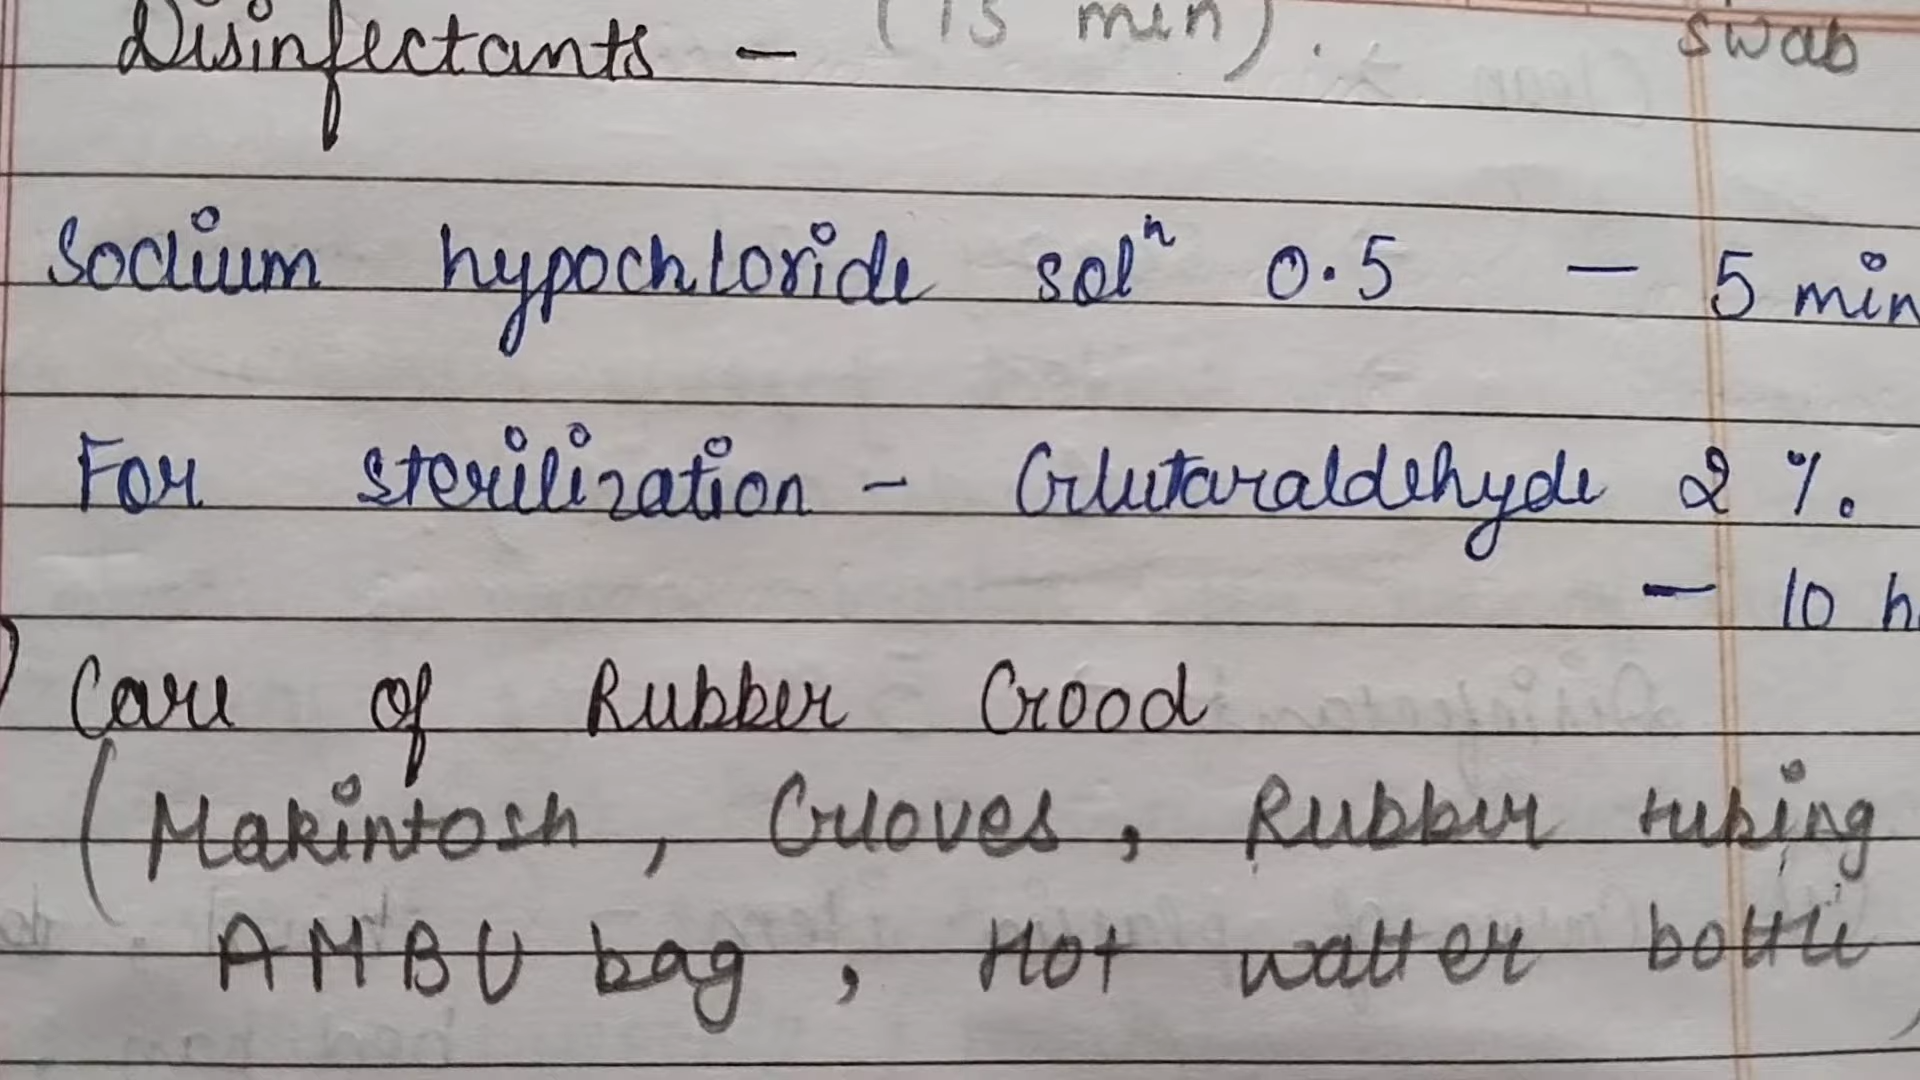 Disinfectants - (15 min). swab
Sodium hypochloride solⁿ 0.5 - 5 min
For sterilization - Glutaraldehyde 2 %.
- 10 h
Care of Rubber Good
(Makintosh, Gloves, Rubber tubing
AMBU bag, Hot watter bottle